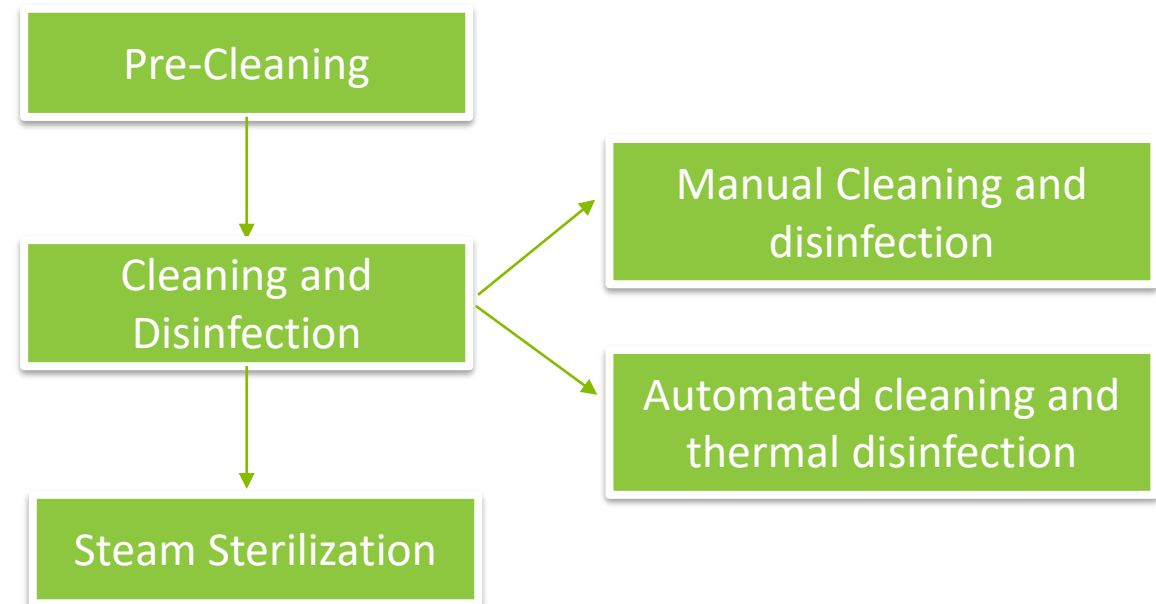 Pre-Cleaning
Cleaning and
Disinfection
Steam Sterilization
Manual Cleaning and
disinfection
Automated cleaning and
thermal disinfection